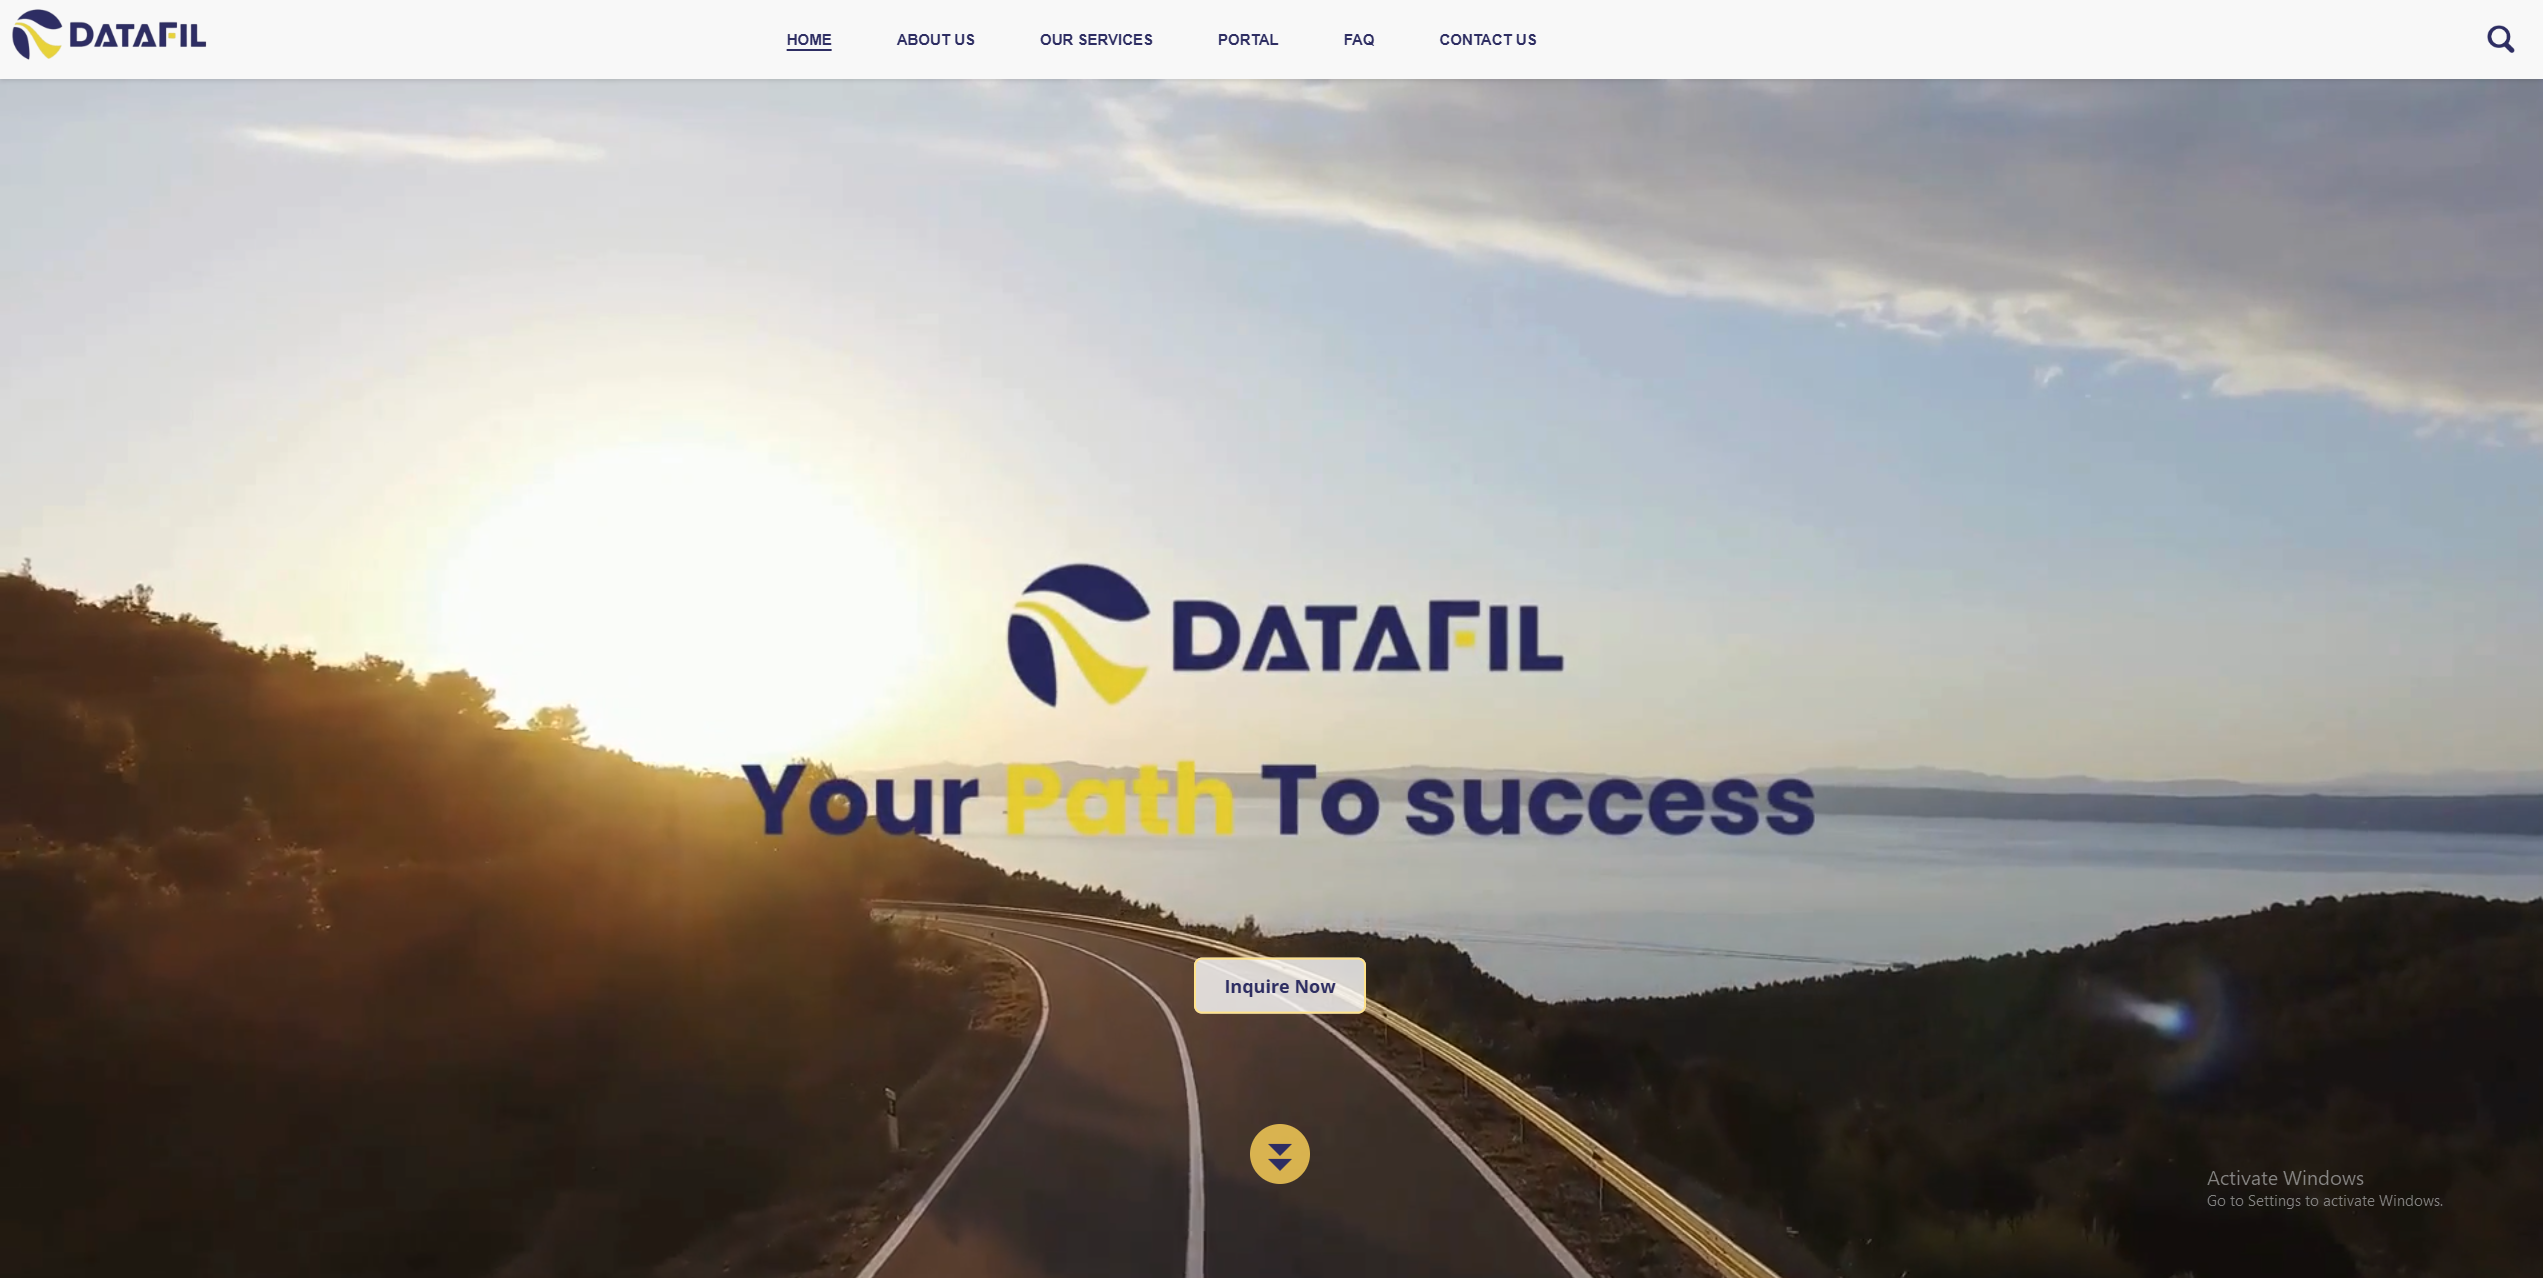 DATAFIL
HOME ABOUT US OUR SERVICES PORTAL FAQ CONTACT US
DATAFIL
Your Path To success
Inquire Now
Activate Windows
Go to Settings to activate Windows.